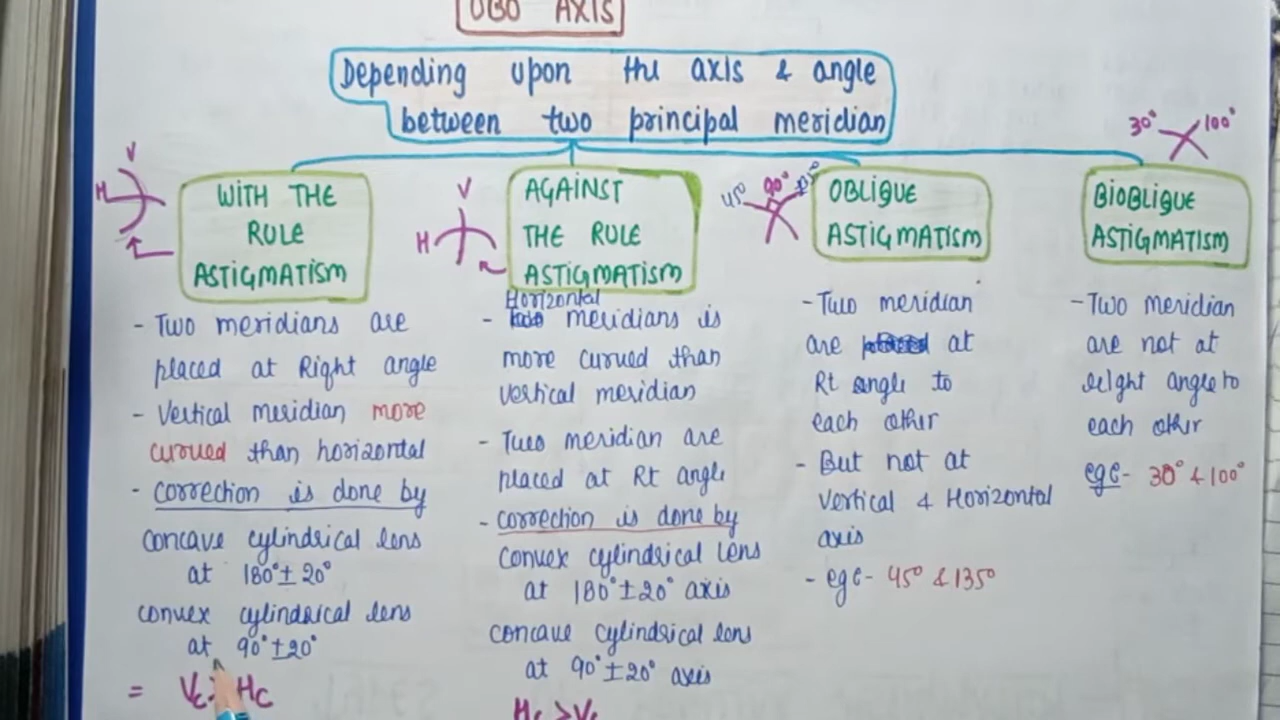 OBO AXIS
Depending upon the axis & angle
between two principal meridian
V
H
WITH THE
RULE
ASTIGMATISM
- Two meridians are
placed at Right angle
- Vertical meridian more
curved than horizontal
- correction is done by
concave cylindrical lens
at 180° ± 20°
convex cylindrical lens
at 90° ± 20°
= Vc > Hc
V
H
AGAINST
THE RULE
ASTIGMATISM
Horizontal
- meridians is
more curved than
vertical meridian
- Two meridian are
placed at Rt angle
- correction is done by
convex cylindrical lens
at 180° ± 20° axis
concave cylindrical lens
at 90° ± 20° axis
Hc > Vc
45° 90°
OBLIQUE
ASTIGMATISM
- Two meridian
are at
Rt angle to
each other
- But not at
vertical & Horizontal
axis
- eg:- 45° & 135°
30° 100°
BIOBLIQUE
ASTIGMATISM
- Two meridian
are not at
right angle to
each other
eg:- 30° & 100°